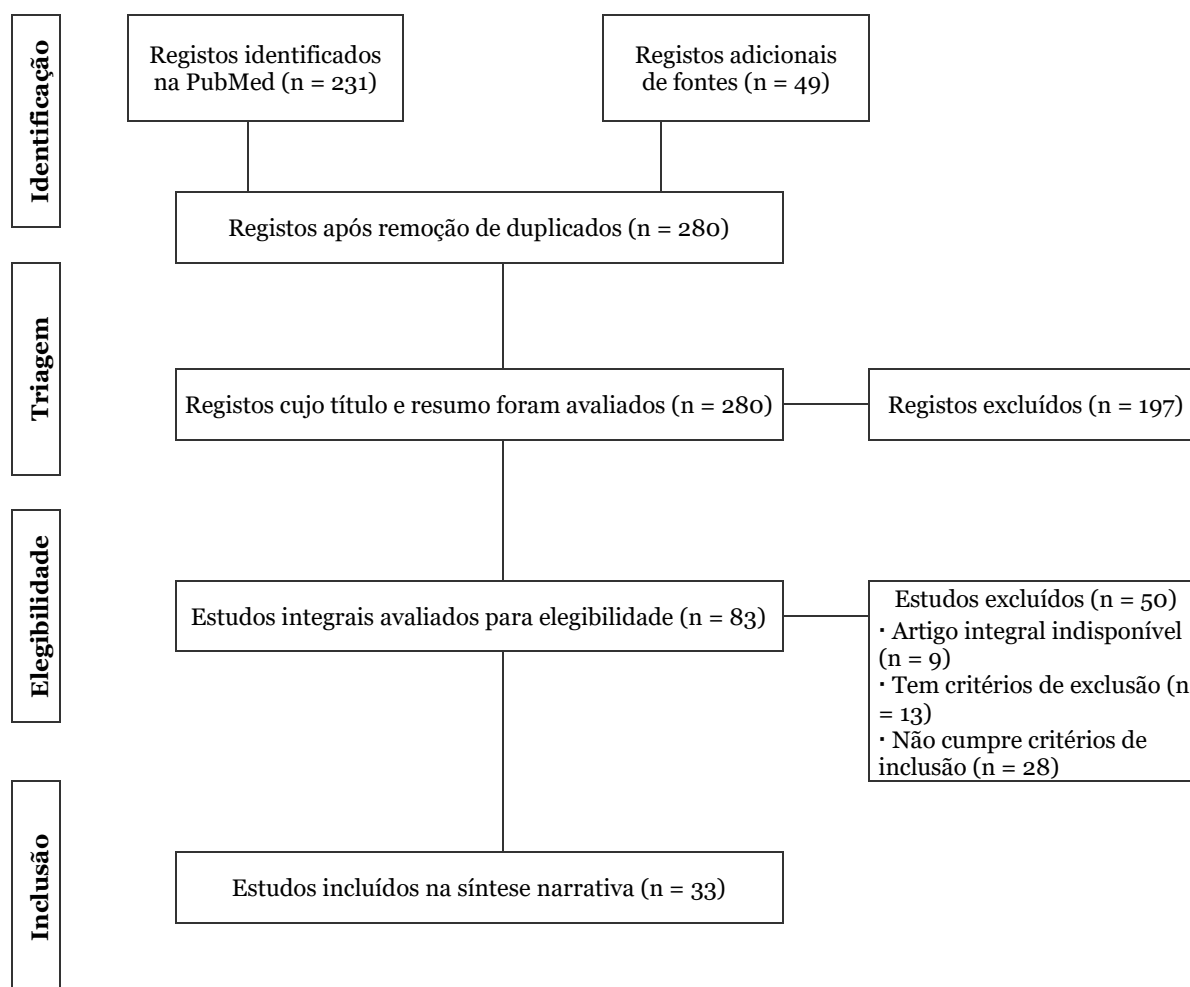 Identificação
Registos identificados
na PubMed (n = 231)
Registos adicionais
de fontes (n = 49)
Registos após remoção de duplicados (n = 280)
Triagem
Registos cujo título e resumo foram avaliados (n = 280)
Registos excluídos (n = 197)
Elegibilidade
Estudos integrais avaliados para elegibilidade (n = 83)
Estudos excluídos (n = 50)
· Artigo integral indisponível
(n = 9)
· Tem critérios de exclusão (n
= 13)
· Não cumpre critérios de
inclusão (n = 28)
Inclusão
Estudos incluídos na síntese narrativa (n = 33)